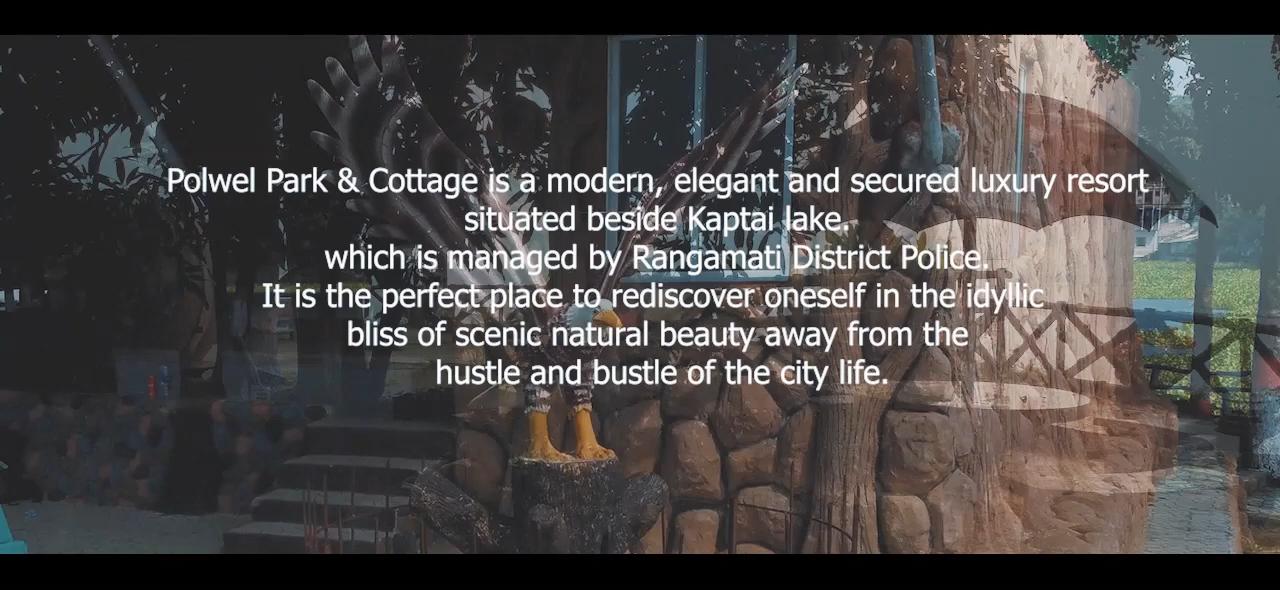 Polwel Park & Cottage is a modern, elegant and secured luxury resort
situated beside Kaptai lake.
which is managed by Rangamati District Police.
It is the perfect place to rediscover oneself in the idyllic
bliss of scenic natural beauty away from the
hustle and bustle of the city life.